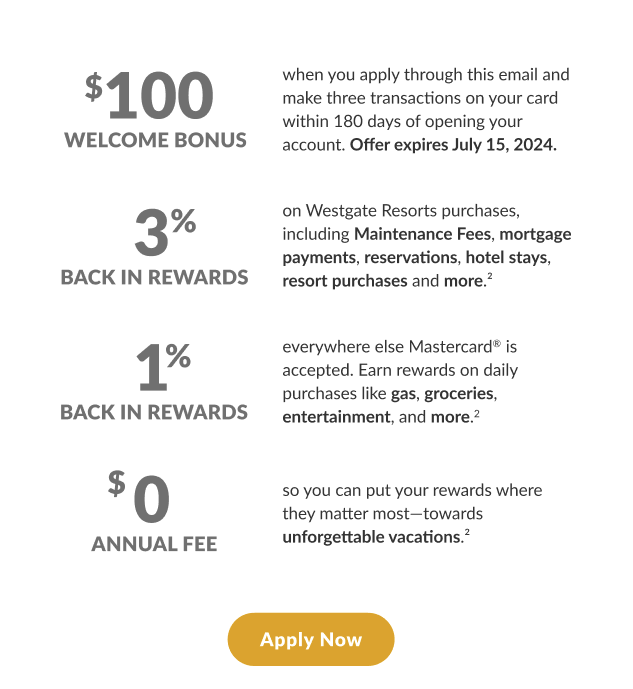 $100
WELCOME BONUS
when you apply through this email and
make three transactions on your card
within 180 days of opening your
account. Offer expires July 15, 2024.
3%
BACK IN REWARDS
on Westgate Resorts purchases,
including Maintenance Fees, mortgage
payments, reservations, hotel stays,
resort purchases and more.²
1%
BACK IN REWARDS
everywhere else Mastercard® is
accepted. Earn rewards on daily
purchases like gas, groceries,
entertainment, and more.²
$0
ANNUAL FEE
so you can put your rewards where
they matter most—towards
unforgettable vacations.²
Apply Now